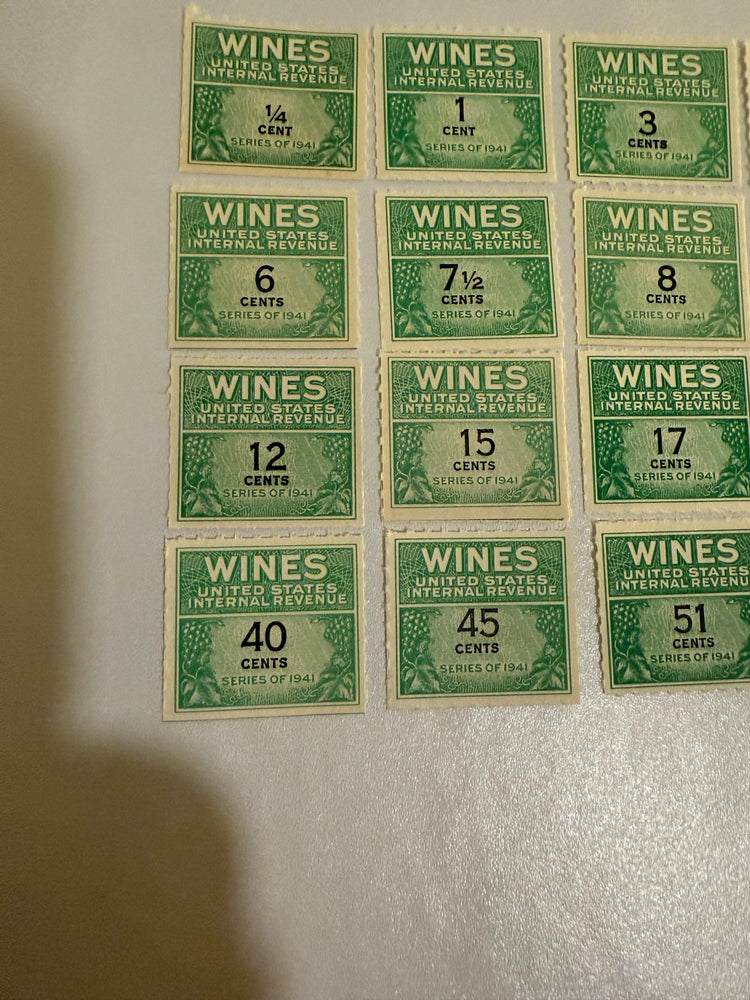 WINES
UNITED STATES
INTERNAL REVENUE
1/4
CENT
SERIES OF 1941
WINES
UNITED STATES
INTERNAL REVENUE
1
CENT
SERIES OF 1941
WINES
UNITED STATES
INTERNAL REVENUE
3
CENTS
SERIES OF 1941
WINES
UNITED STATES
INTERNAL REVENUE
6
CENTS
SERIES OF 1941
WINES
UNITED STATES
INTERNAL REVENUE
7 1/2
CENTS
SERIES OF 1941
WINES
UNITED STATES
INTERNAL REVENUE
8
CENTS
SERIES OF 1941
WINES
UNITED STATES
INTERNAL REVENUE
12
CENTS
SERIES OF 1941
WINES
UNITED STATES
INTERNAL REVENUE
15
CENTS
SERIES OF 1941
WINES
UNITED STATES
INTERNAL REVENUE
17
CENTS
SERIES OF 1941
WINES
UNITED STATES
INTERNAL REVENUE
40
CENTS
SERIES OF 1941
WINES
UNITED STATES
INTERNAL REVENUE
45
CENTS
SERIES OF 1941
WINES
UNITED STATES
INTERNAL REVENU
51
CENTS
SERIES OF 1941